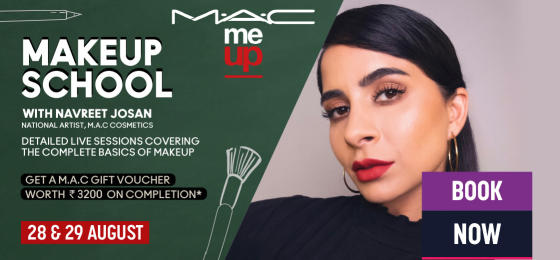 M·A·C
me
up
MAKEUP
SCHOOL
WITH NAVREET JOSAN
NATIONAL ARTIST, M.A.C COSMETICS
DETAILED LIVE SESSIONS COVERING
THE COMPLETE BASICS OF MAKEUP
GET A M.A.C GIFT VOUCHER
WORTH ₹ 3200 ON COMPLETION*
28 & 29 AUGUST
BOOK
NOW